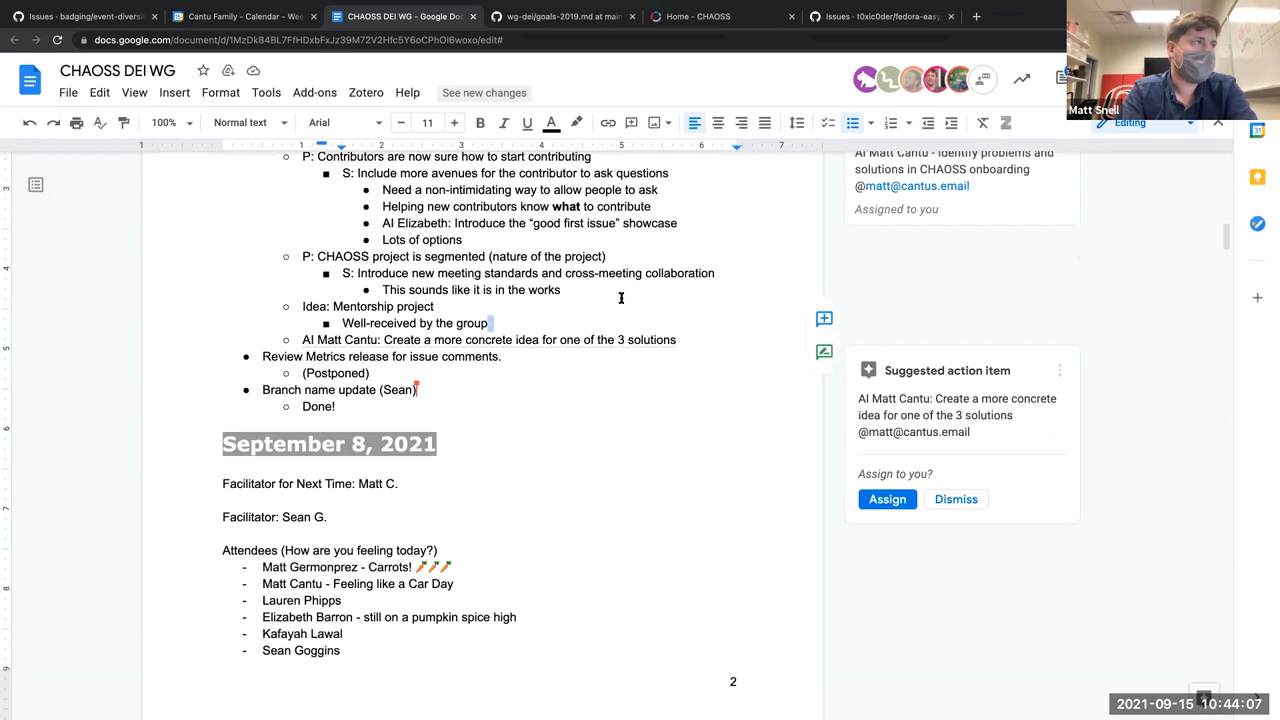 Issues · badging/event-diversi
Cantu Family - Calendar - Wee
CHAOSS DEI WG - Google Doc
wg-dei/goals-2019.md at main
Home - CHAOSS
Issues · t0xic0der/fedora-easy
docs.google.com/document/d/1MzDk84BL7FfHDxbFxJz39M72V2Hfc5Y6oCPhOl6woxo/edit#
CHAOSS DEI WG
File Edit View Insert Format Tools Add-ons Zotero Help See new changes
100% Normal text Arial 11 Editing
Matt Snell
P: Contributors are now sure how to start contributing
S: Include more avenues for the contributor to ask questions
Need a non-intimidating way to allow people to ask
Helping new contributors know what to contribute
AI Elizabeth: Introduce the “good first issue” showcase
Lots of options
P: CHAOSS project is segmented (nature of the project)
S: Introduce new meeting standards and cross-meeting collaboration
This sounds like it is in the works
Idea: Mentorship project
Well-received by the group
AI Matt Cantu: Create a more concrete idea for one of the 3 solutions
Review Metrics release for issue comments.
(Postponed)
Branch name update (Sean)
Done!
September 8, 2021
Facilitator for Next Time: Matt C.
Facilitator: Sean G.
Attendees (How are you feeling today?)
- Matt Germonprez - Carrots! 🥕🥕🥕
- Matt Cantu - Feeling like a Car Day
- Lauren Phipps
- Elizabeth Barron - still on a pumpkin spice high
- Kafayah Lawal
- Sean Goggins
2
AI Matt Cantu - Identify problems and
solutions in CHAOSS onboarding
@matt@cantus.email
Assigned to you
Suggested action item
AI Matt Cantu: Create a more concrete
idea for one of the 3 solutions
@matt@cantus.email
Assign to you?
Assign Dismiss
2021-09-15 10:44:07